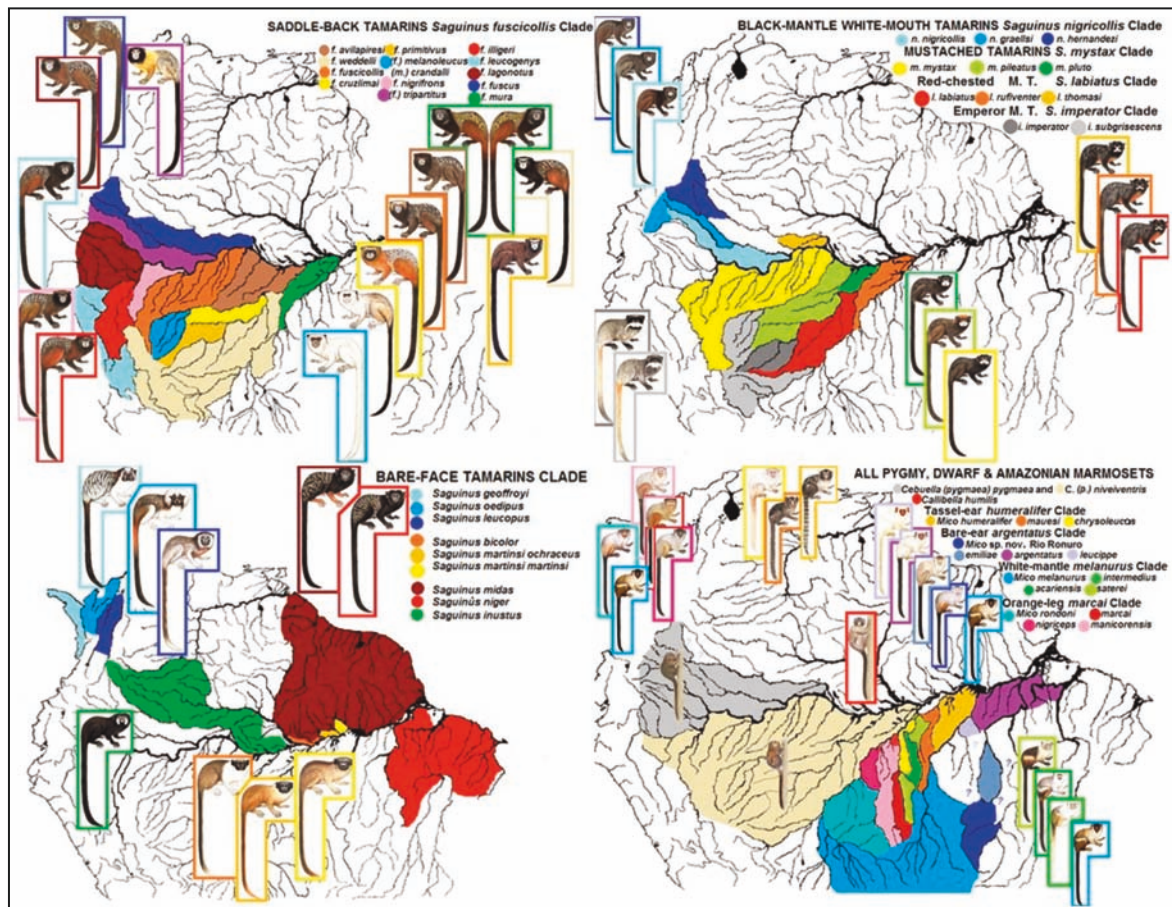 SADDLE-BACK TAMARINS Saguinus fuscicollis Clade
f. avilapiresi f. primitivus f. illigeri
f. weddelli (f.) melanoleucus f. leucogenys
f. fuscicollis (m.) crandalli f. lagonotus
f. cruzlimai f. nigrifrons f. fuscus
(f.) tripartitus f. mura
BLACK-MANTLE WHITE-MOUTH TAMARINS Saguinus nigricollis Clade
n. nigricollis n. graellsi n. hernandezi
MUSTACHED TAMARINS S. mystax Clade
m. mystax m. pileatus m. pluto
Red-chested M. T. S. labiatus Clade
l. labiatus l. rufiventer l. thomasi
Emperor M. T. S. imperator Clade
i. imperator i. subgrisescens
BARE-FACE TAMARINS CLADE
Saguinus geoffroyi
Saguinus oedipus
Saguinus leucopus
Saguinus bicolor
Saguinus martinsi ochraceus
Saguinus martinsi martinsi
Saguinus midas
Saguinus niger
Saguinus inustus
ALL PYGMY, DWARF & AMAZONIAN MARMOSETS
Cebuella (pygmaea) pygmaea and C. (p.) niveiventris
Callibella humilis
Tassel-ear humeralifer Clade
Mico humeralifer mauesi chrysoleucos
Bare-ear argentatus Clade
Mico sp. nov. Rio Ronuro
emiliae argentatus leucippe
White-mantle melanurus Clade
Mico melanurus intermedius
acariensis saterei
Orange-leg marcai Clade
Mico rondoni marcai
nigriceps manicorensis
? ?
?